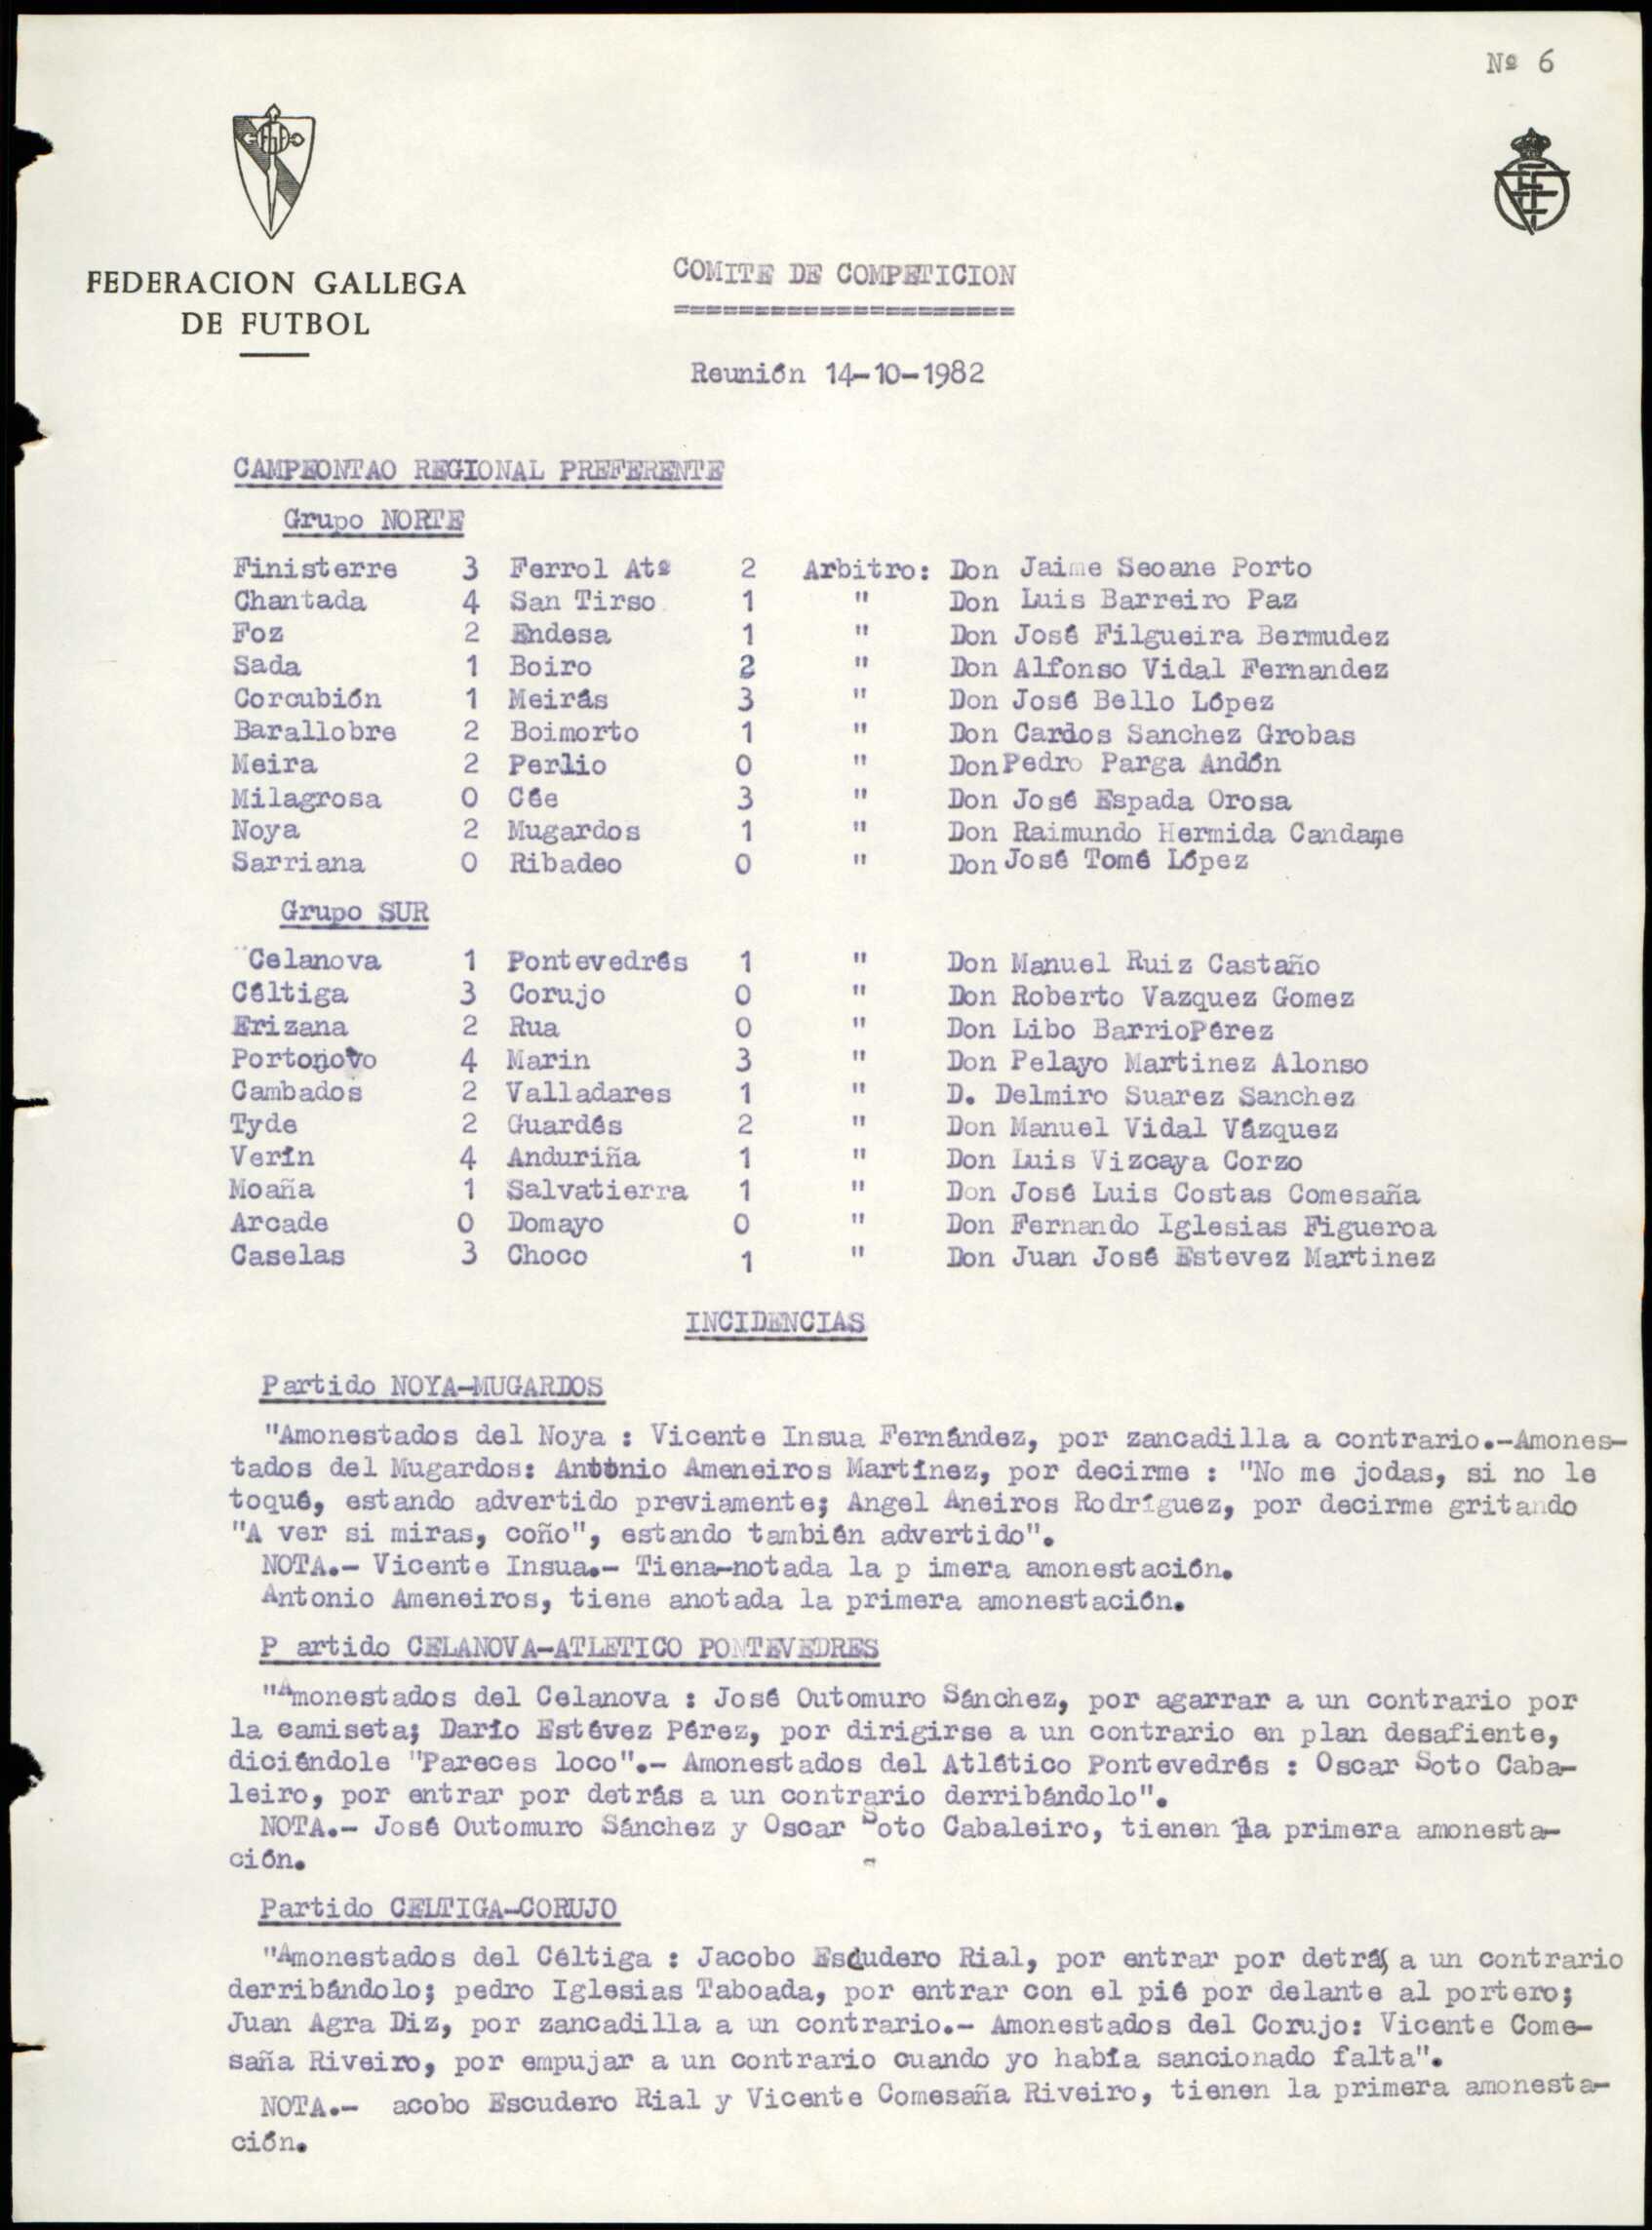 Nº 6
FEDERACION GALLEGA
DE FUTBOL
COMITE DE COMPETICION
=====================
Reunión 14-10-1982
CAMPEONTAO REGIONAL PREFERENTE
Grupo NORTE
Finisterre 3 Ferrol Atº 2 Arbitro: Don Jaime Seoane Porto
Chantada 4 San Tirso 1 " Don Luis Barreiro Paz
Foz 2 Endesa 1 " Don José Filgueira Bermudez
Sada 1 Boiro 2 " Don Alfonso Vidal Fernandez
Corcubión 1 Meirás 3 " Don José Bello López
Barallobre 2 Boimorto 1 " Don Cardos Sanchez Grobas
Meira 2 Perlio 0 " Don Pedro Parga Andón
Milagrosa 0 Cée 3 " Don José Espada Orosa
Noya 2 Mugardos 1 " Don Raimundo Hermida Candame
Sarriana 0 Ribadeo 0 " Don José Tomé López
Grupo SUR
Celanova 1 Pontevedrés 1 " Don Manuel Ruiz Castaño
Céltiga 3 Corujo 0 " Don Roberto Vazquez Gomez
Erizana 2 Rua 0 " Don Libo BarrioPérez
Portonovo 4 Marin 3 " Don Pelayo Martinez Alonso
Cambados 2 Valladares 1 " D. Delmiro Suarez Sanchez
Tyde 2 Guardés 2 " Don Manuel Vidal Vázquez
Verín 4 Anduriña 1 " Don Luis Vizcaya Corzo
Moaña 1 Salvatierra 1 " Don José Luis Costas Comesaña
Arcade 0 Domayo 0 " Don Fernando Iglesias Figueroa
Caselas 3 Choco 1 " Don Juan José Estevez Martinez
INCIDENCIAS
Partido NOYA-MUGARDOS
"Amonestados del Noya : Vicente Insua Fernández, por zancadilla a contrario.-Amones-
tados del Mugardos: Antonio Ameneiros Martínez, por decirme : "No me jodas, si no le
toqué, estando advertido previamente; Angel Aneiros Rodríguez, por decirme gritando
"A ver si miras, coño", estando también advertido".
NOTA.- Vicente Insua.- Tiena-notada la p imera amonestación.
Antonio Ameneiros, tiene anotada la primera amonestación.
P artido CELANOVA-ATLETICO PONTEVEDRES
"Amonestados del Celanova : José Outomuro Sánchez, por agarrar a un contrario por
la camiseta; Darío Estévez Pérez, por dirigirse a un contrario en plan desafiente,
diciéndole "Pareces loco".- Amonestados del Atlético Pontevedrés : Oscar Soto Caba-
leiro, por entrar por detrás a un contrario derribándolo".
NOTA.- José Outomuro Sánchez y Oscar Soto Cabaleiro, tienen la primera amonesta-
ción.
Partido CELTIGA-CORUJO
"Amonestados del Céltiga : Jacobo Escudero Rial, por entrar por detrás a un contrario
derribándolo; pedro Iglesias Taboada, por entrar con el pié por delante al portero;
Juan Agra Diz, por zancadilla a un contrario.- Amonestados del Corujo: Vicente Come-
saña Riveiro, por empujar a un contrario cuando yo había sancionado falta".
NOTA.- acobo Escudero Rial y Vicente Comesaña Riveiro, tienen la primera amonesta-
ción.